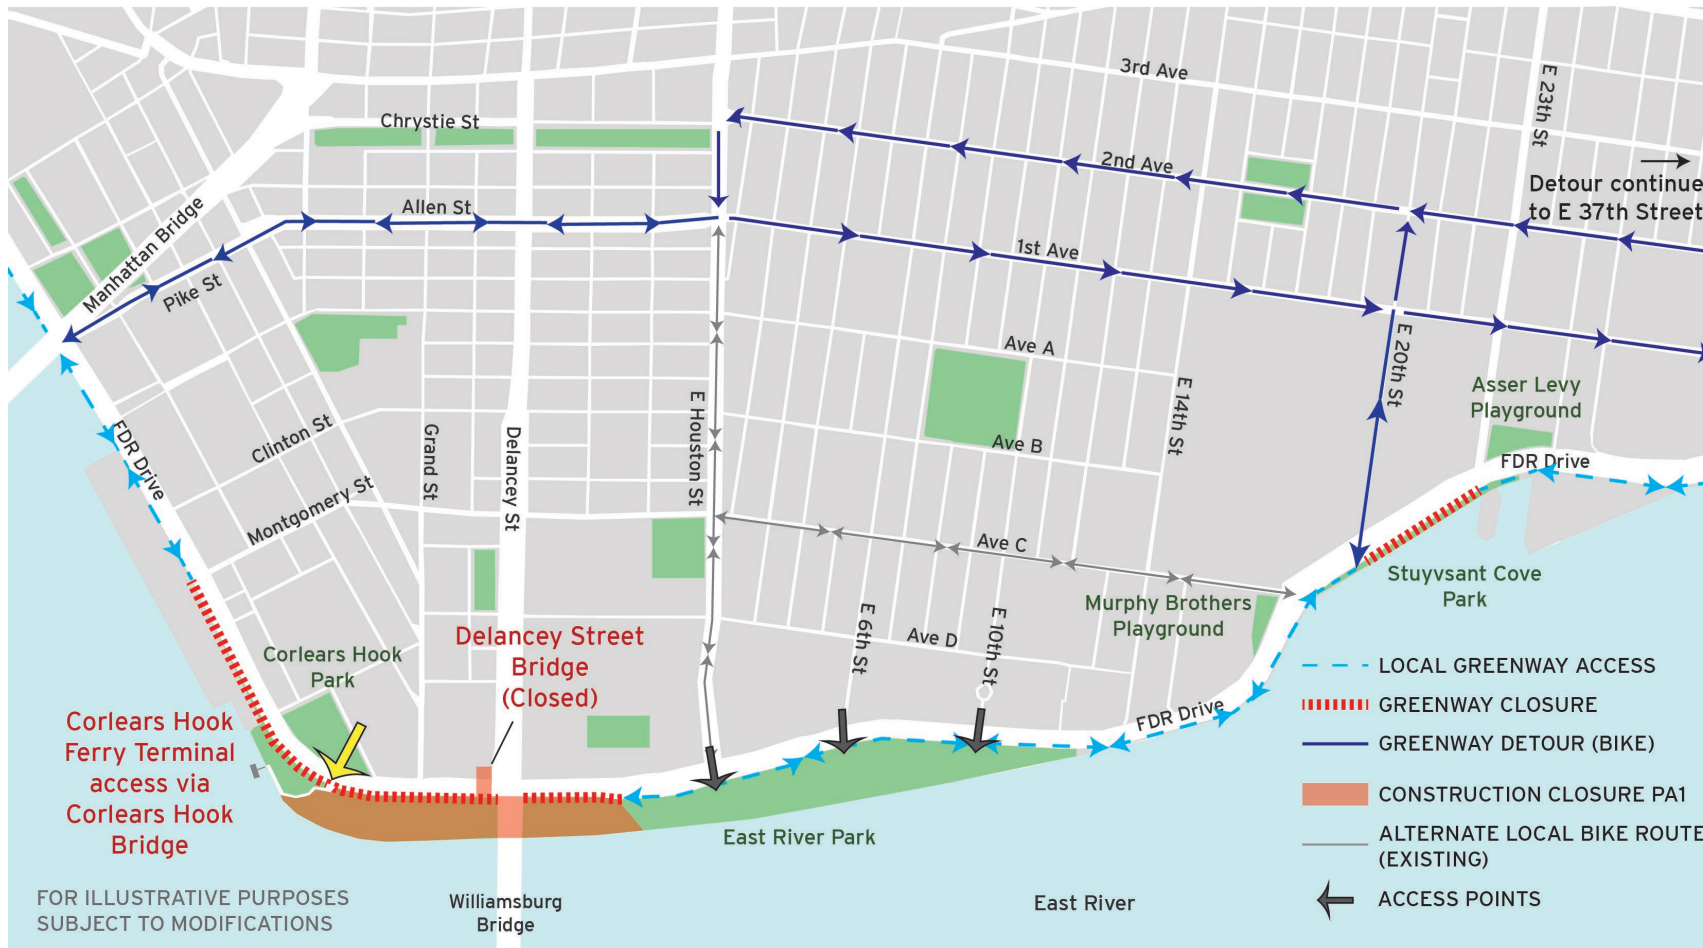 3rd Ave
E 23rd St
Chrystie St
2nd Ave
Detour continue
to E 37th Street
Allen St
Manhattan Bridge
Pike St
1st Ave
Ave A
E 20th St
Asser Levy
Playground
E 14th St
E Houston St
Ave B
FDR Drive
Clinton St
Grand St
Delancey St
FDR Drive
Montgomery St
Ave C
Stuyvsant Cove
Park
Murphy Brothers
Playground
E 6th St
E 10th St
Ave D
Delancey Street
Bridge
(Closed)
Corlears Hook
Park
FDR Drive
Corlears Hook
Ferry Terminal
access via
Corlears Hook
Bridge
East River Park
LOCAL GREENWAY ACCESS
GREENWAY CLOSURE
GREENWAY DETOUR (BIKE)
CONSTRUCTION CLOSURE PA1
ALTERNATE LOCAL BIKE ROUTE
(EXISTING)
ACCESS POINTS
FOR ILLUSTRATIVE PURPOSES
SUBJECT TO MODIFICATIONS
Williamsburg
Bridge
East River